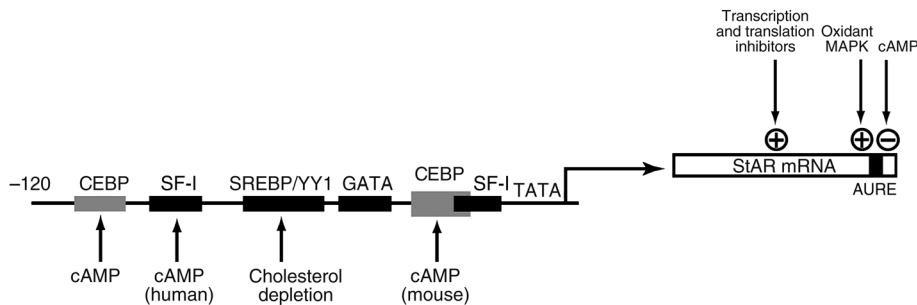 Transcription
and translation
inhibitors
Oxidant
MAPK
cAMP
+
+
−
StAR mRNA
AURE
−120
CEBP
SF-I
SREBP/YY1
GATA
CEBP
SF-I
TATA
cAMP
cAMP
(human)
Cholesterol
depletion
cAMP
(mouse)